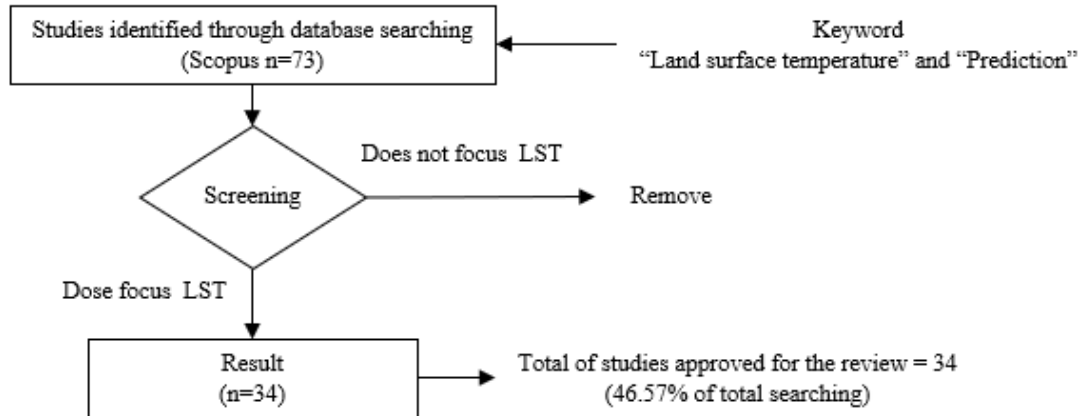 Studies identified through database searching
(Scopus n=73)
Keyword
“Land surface temperature” and “Prediction”
Does not focus LST
Screening
Remove
Dose focus LST
Result
(n=34)
Total of studies approved for the review = 34
(46.57% of total searching)